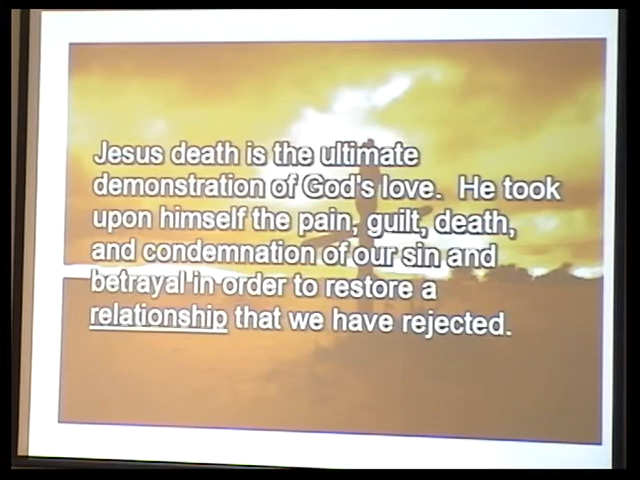 Jesus death is the ultimate
demonstration of God's love. He took
upon himself the pain, guilt, death,
and condemnation of our sin and
betrayal in order to restore a
relationship that we have rejected.